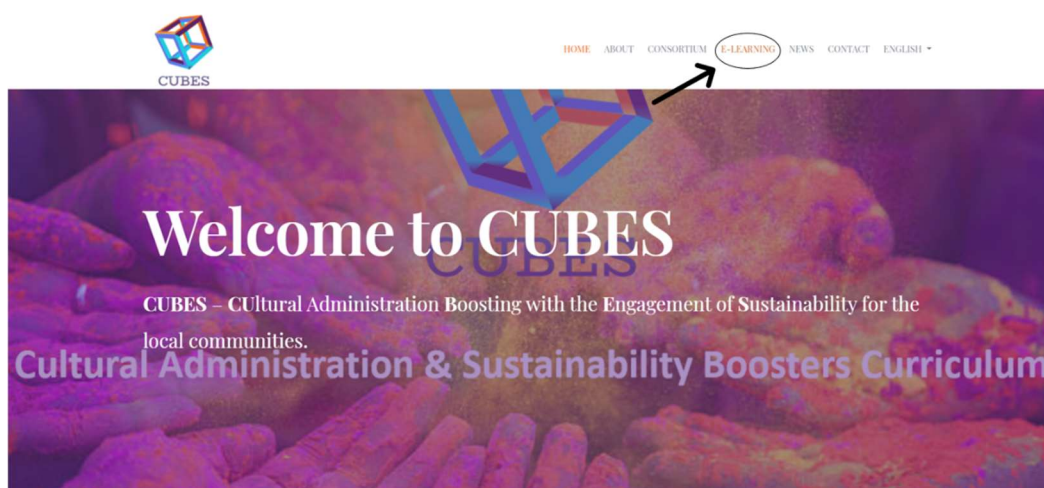 CUBES
HOME ABOUT CONSORTIUM E-LEARNING NEWS CONTACT ENGLISH
Welcome to CUBES
CUBES
CUBES – CUltural Administration Boosting with the Engagement of Sustainability for the
local communities.
Cultural Administration & Sustainability Boosters Curriculum